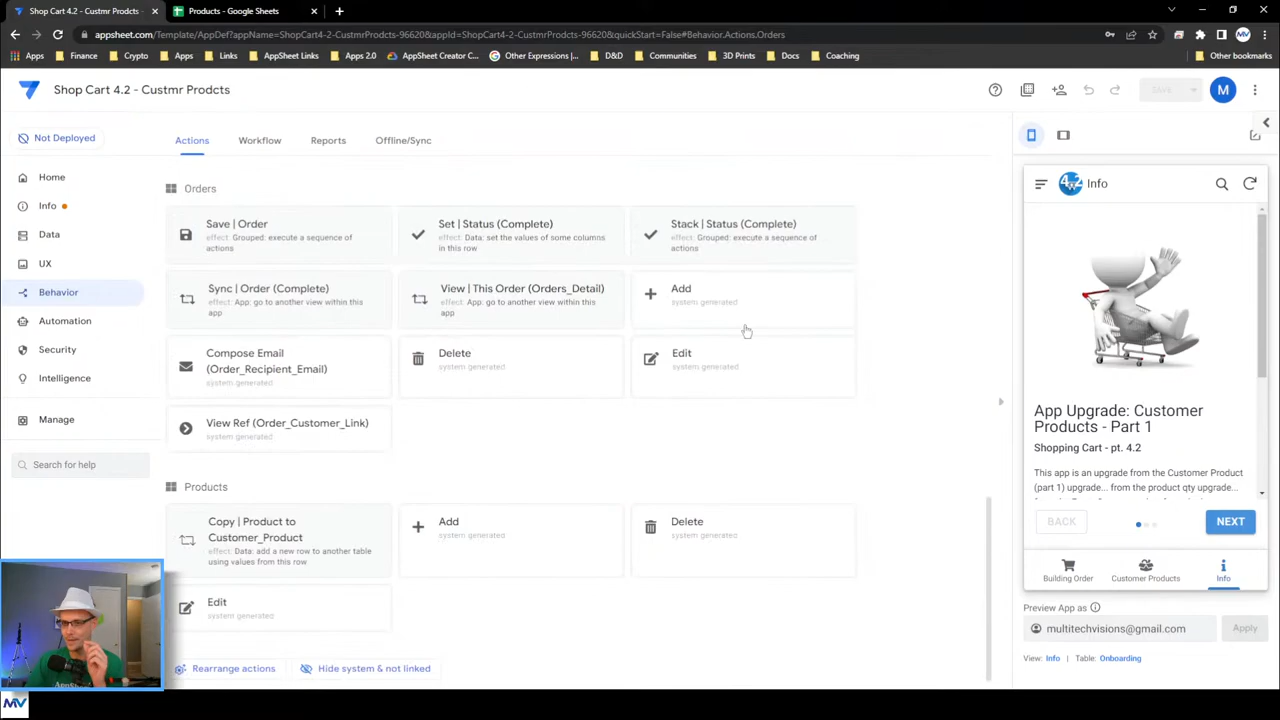 Shop Cart 4.2 - Custmr Prodcts -
Products - Google Sheets
appsheet.com/Template/AppDef?appName=ShopCart4-2-CustmrProdcts-96620&appId=ShopCart4-2-CustmrProdcts-96620&quickStart=False#Behavior.Actions.Orders
Apps
Finance
Crypto
Apps
Links
AppSheet Links
Apps 2.0
AppSheet Creator C...
Other Expressions,...
D&D
Communities
3D Prints
Docs
Coaching
Other bookmarks
Shop Cart 4.2 - Custmr Prodcts
SAVE
M
Not Deployed
Home
Info
Data
UX
Behavior
Automation
Security
Intelligence
Manage
Search for help
Actions
Workflow
Reports
Offline/Sync
Orders
Save | Order
effect: Grouped: execute a sequence of
actions
Set | Status (Complete)
effect: Data: set the values of some columns
in this row
Stack | Status (Complete)
effect: Grouped: execute a sequence of
actions
Sync | Order (Complete)
effect: App: go to another view within this
app
View | This Order (Orders_Detail)
effect: App: go to another view within this
app
Add
system generated
Compose Email
(Order_Recipient_Email)
system generated
Delete
system generated
Edit
system generated
View Ref (Order_Customer_Link)
system generated
Products
Copy | Product to
Customer_Product
effect: Data: add a new row to another table
using values from this row
Add
system generated
Delete
system generated
Edit
system generated
Rearrange actions
Hide system & not linked
4.2
Info
App Upgrade: Customer
Products - Part 1
Shopping Cart - pt. 4.2
This app is an upgrade from the Customer Product
(part 1) upgrade... from the product qty upgrade...
BACK
NEXT
Building Order
Customer Products
Info
Preview App as
multitechvisions@gmail.com
Apply
View: Info | Table: Onboarding
MV